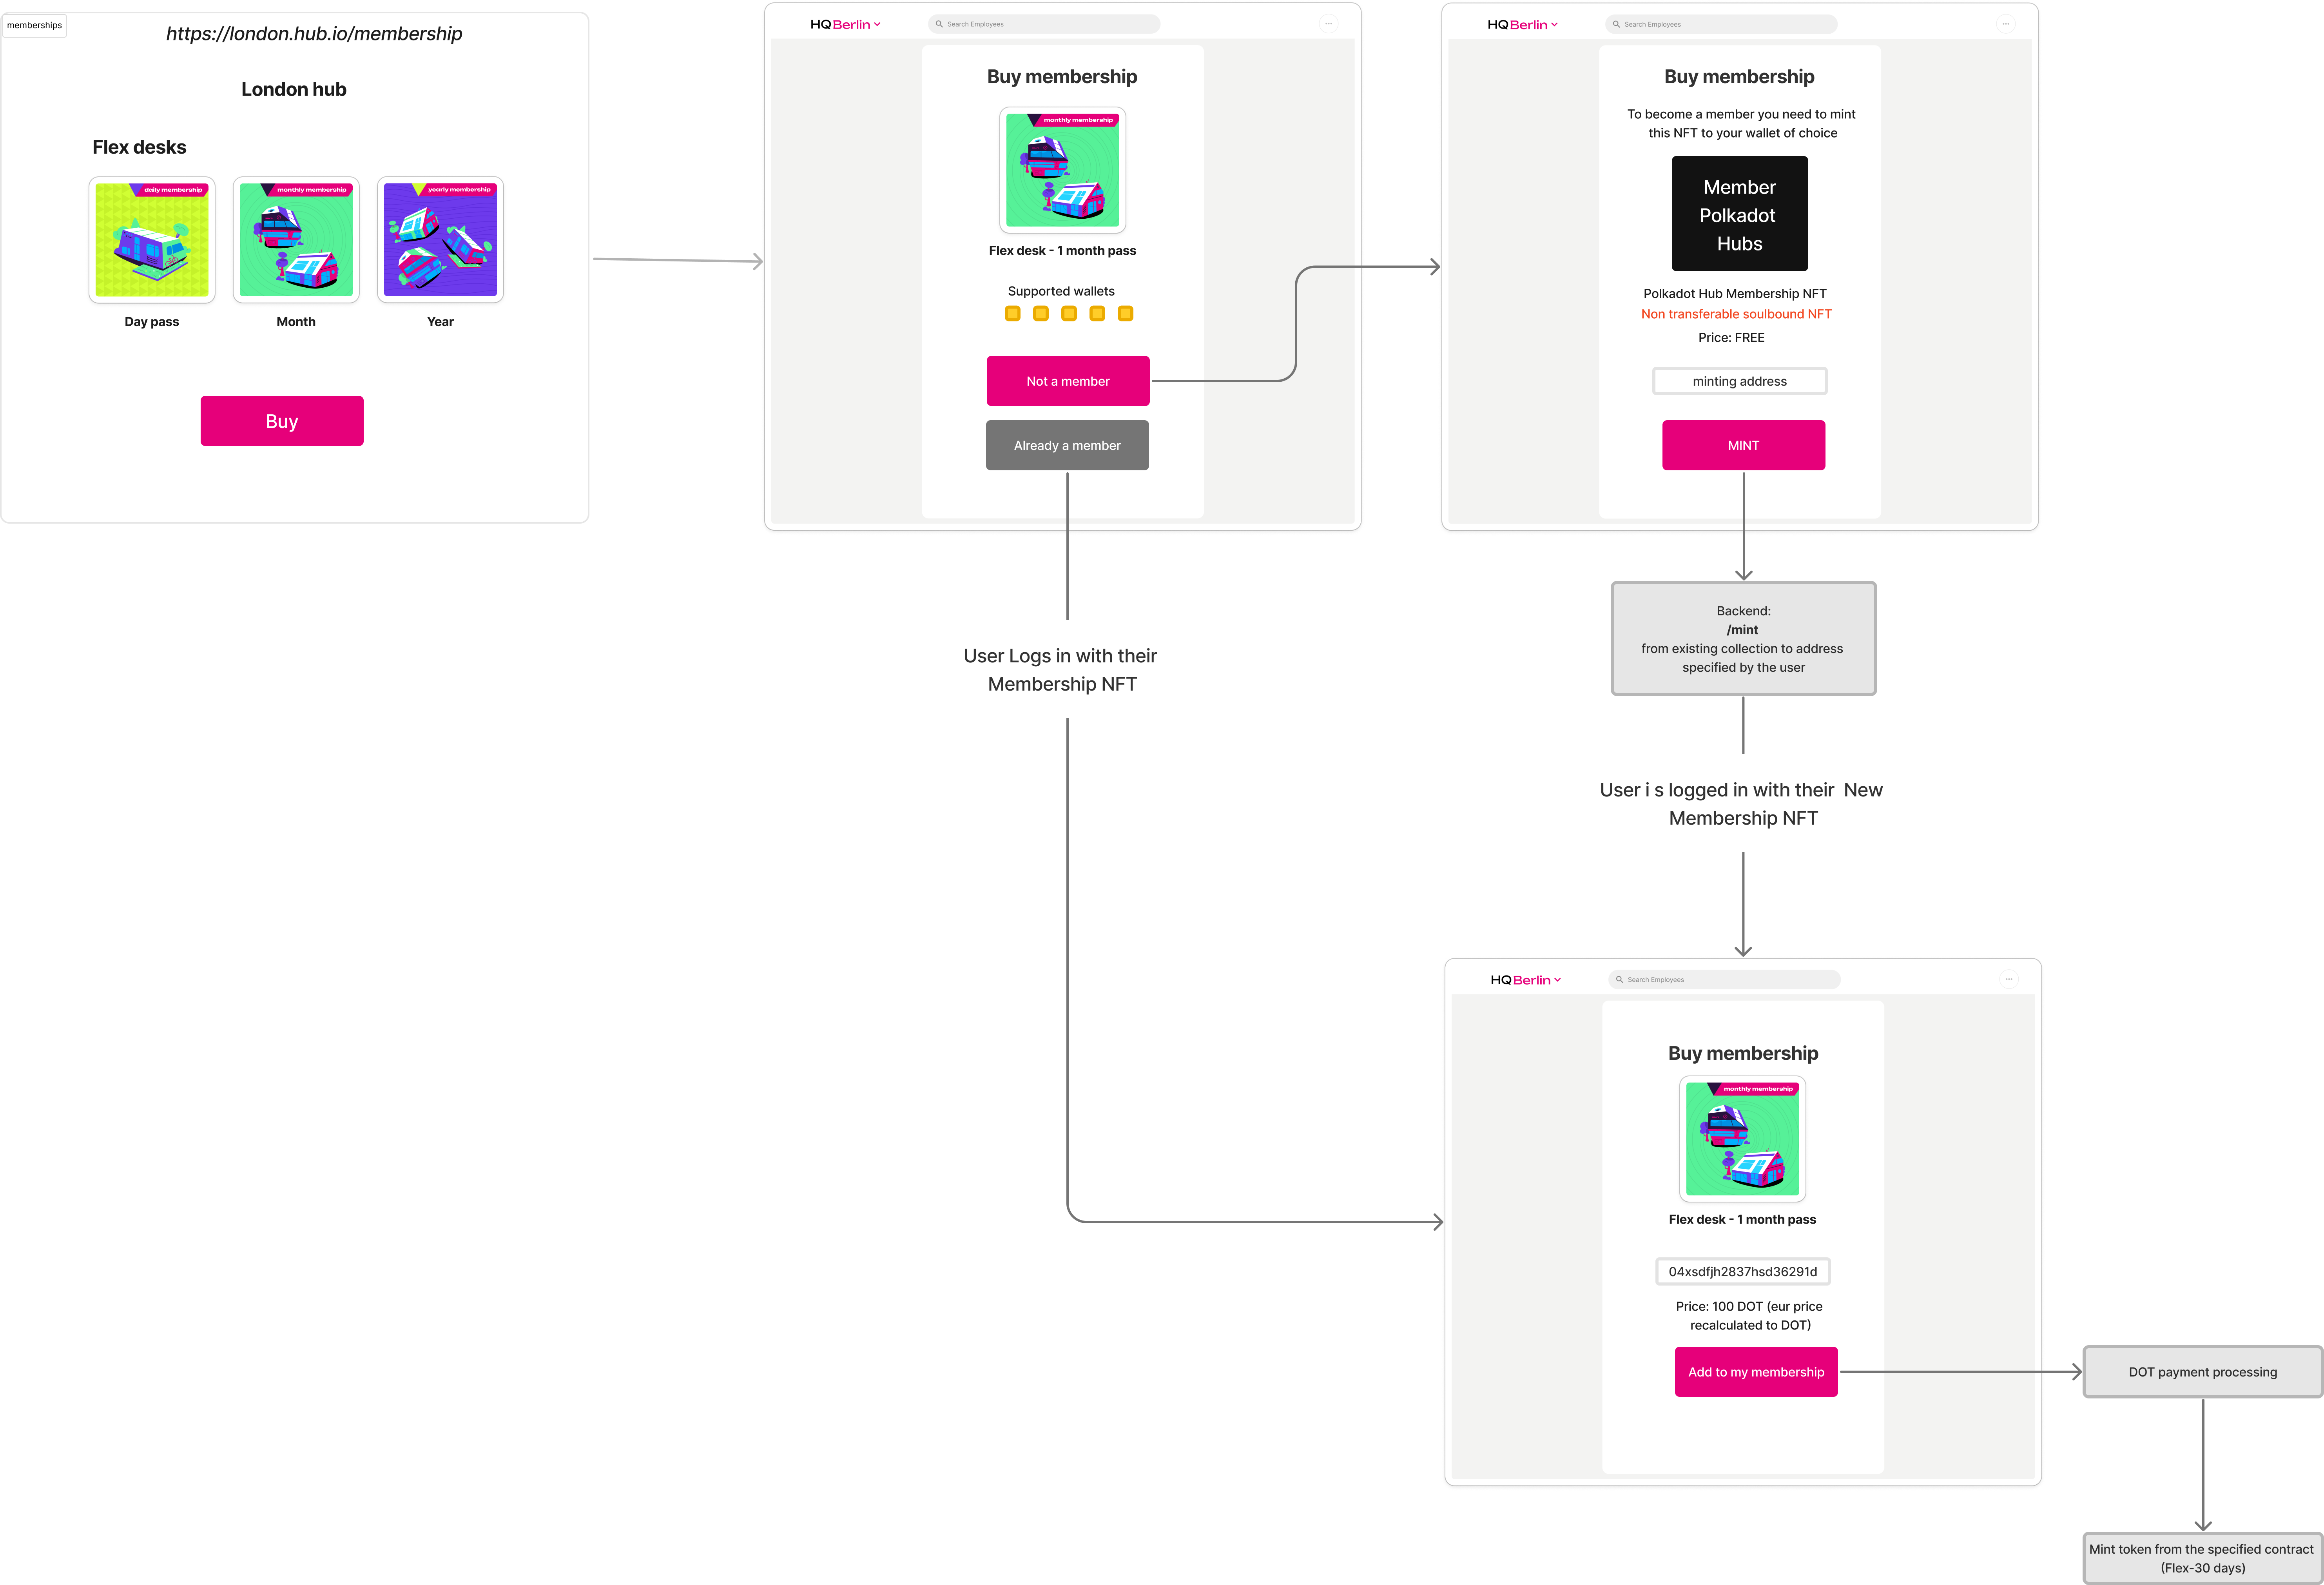 memberships
https://london.hub.io/membership
London hub
Flex desks
daily membership
monthly membership
yearly membership
Day pass
Month
Year
Buy
HQ Berlin
Search Employees
Buy membership
monthly membership
Flex desk - 1 month pass
Supported wallets
Not a member
Already a member
HQ Berlin
Search Employees
Buy membership
To become a member you need to mint
this NFT to your wallet of choice
Member
Polkadot
Hubs
Polkadot Hub Membership NFT
Non transferable soulbound NFT
Price: FREE
minting address
MINT
User Logs in with their
Membership NFT
Backend:
/mint
from existing collection to address
specified by the user
User i s logged in with their New
Membership NFT
HQ Berlin
Search Employees
Buy membership
monthly membership
Flex desk - 1 month pass
04xsdfjh2837hsd36291d
Price: 100 DOT (eur price
recalculated to DOT)
Add to my membership
DOT payment processing
Mint token from the specified contract
(Flex-30 days)